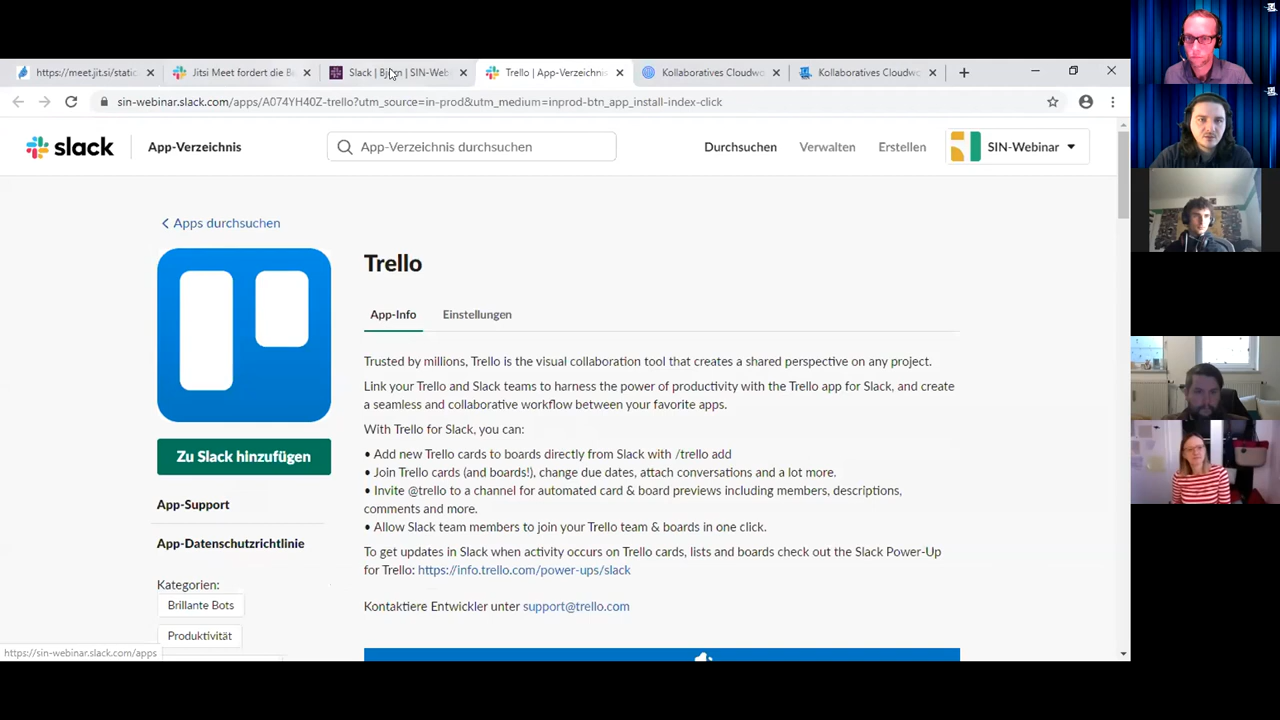 https://meet.jit.si/static.
Jitsi Meet fordert die Be
Slack | Bj n | SIN-Web
Trello | App-Verzeichnis
Kollaboratives Cloudwo
Kollaboratives Cloudwo
sin-webinar.slack.com/apps/A074YH40Z-trello?utm_source=in-prod&utm_medium=inprod-btn_app_install-index-click
slack
App-Verzeichnis
App-Verzeichnis durchsuchen
Durchsuchen
Verwalten
Erstellen
SIN-Webinar
Apps durchsuchen
Trello
App-Info
Einstellungen
Trusted by millions, Trello is the visual collaboration tool that creates a shared perspective on any project.
Link your Trello and Slack teams to harness the power of productivity with the Trello app for Slack, and create
a seamless and collaborative workflow between your favorite apps.
With Trello for Slack, you can:
• Add new Trello cards to boards directly from Slack with /trello add
• Join Trello cards (and boards!), change due dates, attach conversations and a lot more.
• Invite @trello to a channel for automated card & board previews including members, descriptions,
comments and more.
• Allow Slack team members to join your Trello team & boards in one click.
To get updates in Slack when activity occurs on Trello cards, lists and boards check out the Slack Power-Up
for Trello: https://info.trello.com/power-ups/slack
Kontaktiere Entwickler unter support@trello.com
Zu Slack hinzufügen
App-Support
App-Datenschutzrichtlinie
Kategorien:
Brillante Bots
Produktivität
https://sin-webinar.slack.com/apps